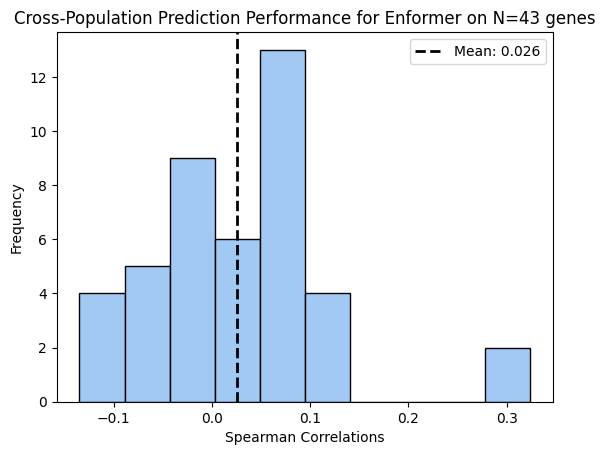 Cross-Population Prediction Performance for Enformer on N=43 genes
Mean: 0.026
Frequency
12
10
8
6
4
2
0
−0.1 0.0 0.1 0.2 0.3
Spearman Correlations